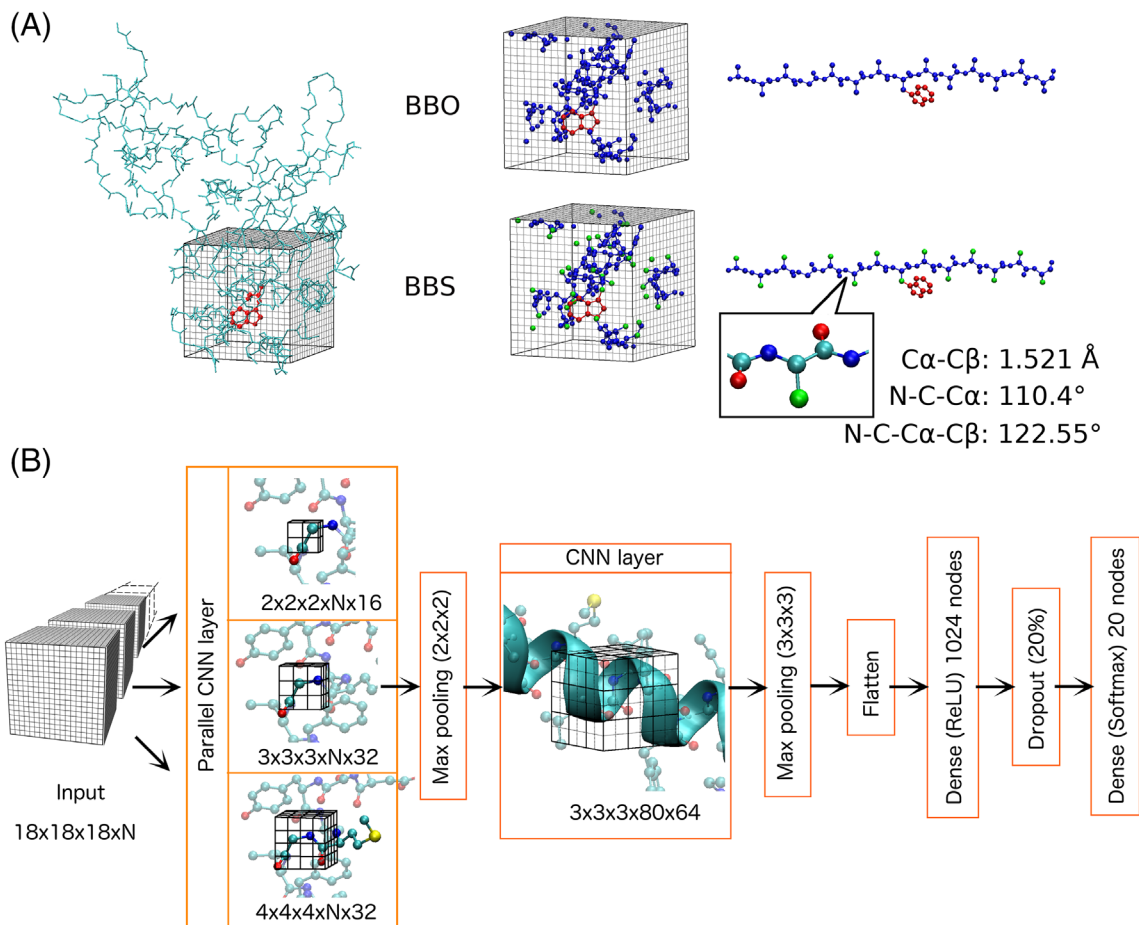 (A)
BBO
BBS
Cα-Cβ: 1.521 Å
N-C-Cα: 110.4°
N-C-Cα-Cβ: 122.55°
(B)
Input
18x18x18xN
Parallel CNN layer
2x2x2xNx16
3x3x3xNx32
4x4x4xNx32
Max pooling (2x2x2)
CNN layer
3x3x3x80x64
Max pooling (3x3x3)
Flatten
Dense (ReLU) 1024 nodes
Dropout (20%)
Dense (Softmax) 20 nodes